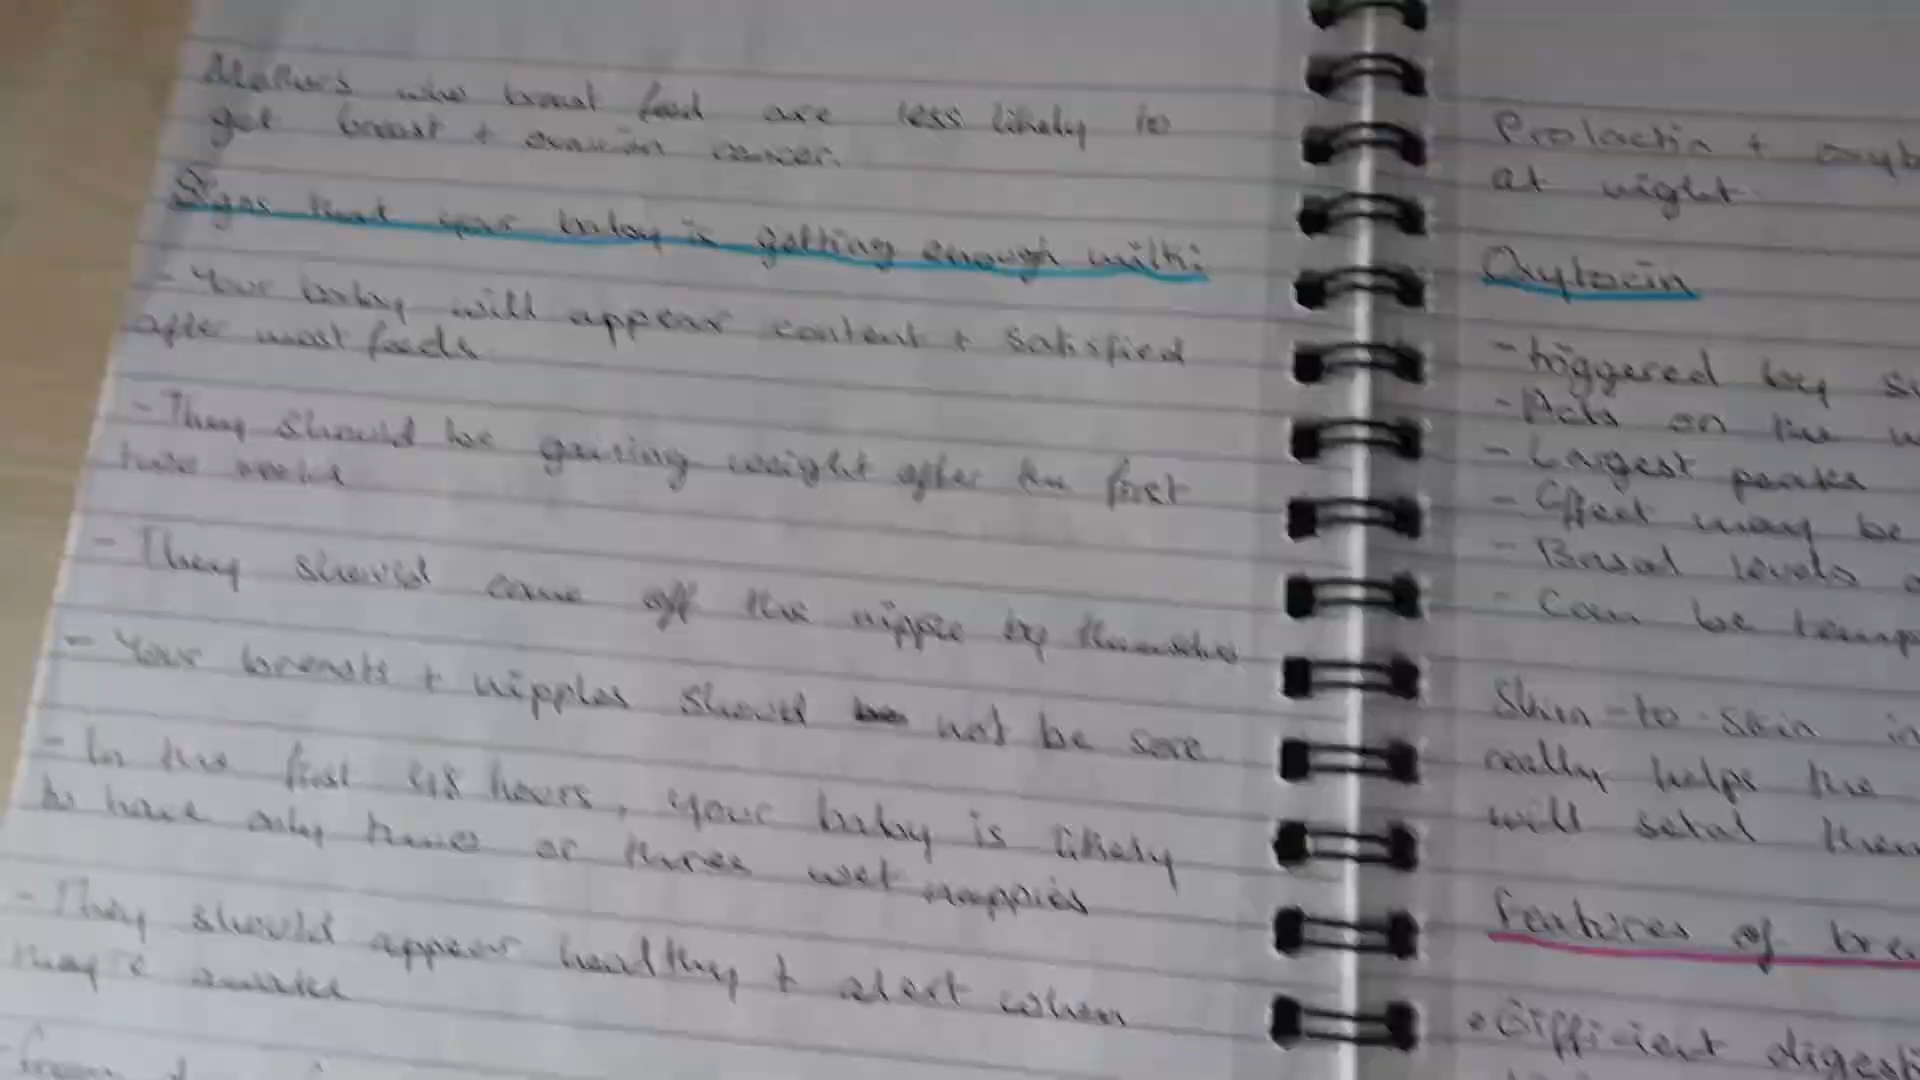 Mothers who breast feed are less likely to
get breast + ovarian cancer.
Signs that your baby is getting enough milk:
- Your baby will appear content + satisfied
after most feeds
- They should be gaining weight after the first
two weeks
- They should come off the nipple by themselves
- Your breasts + nipples should not be sore
- In the first 48 hours, your baby is likely
to have only two or three wet nappies
- They should appear healthy + alert when
they're awake
Prolactin +
at night
Oxytocin
- triggered by
- Acts on the
- Largest peaks
- Effect may be
- Basal levels
- Can be
Skin-to-skin
really helps the
will
features of
• Efficient